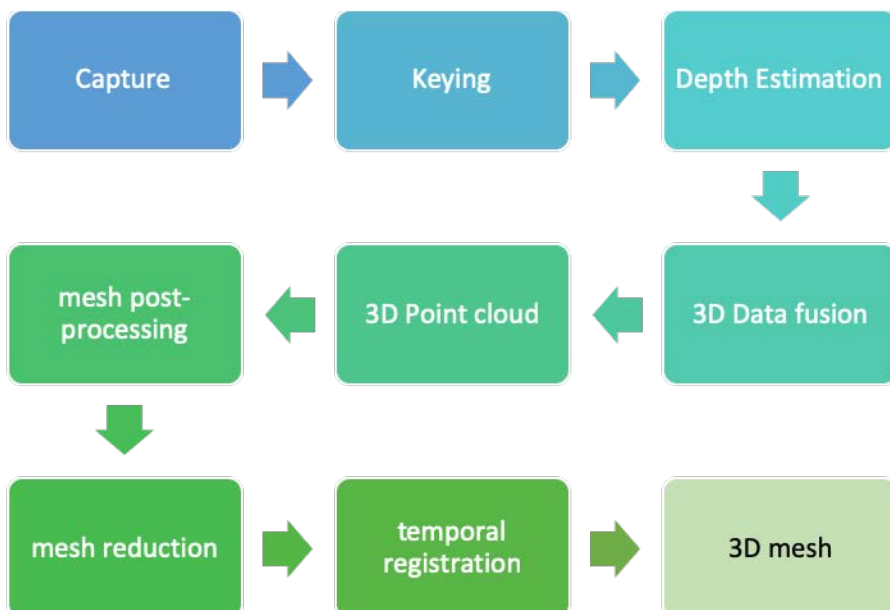 Capture
Keying
Depth Estimation
3D Data fusion
3D Point cloud
mesh post-
processing
mesh reduction
temporal
registration
3D mesh